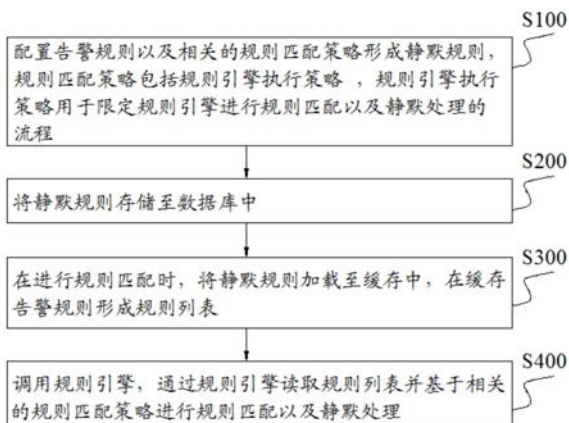 S100
配置告警规则以及相关的规则匹配策略形成静默规则，
规则匹配策略包括规则引擎执行策略 ，规则引擎执行
策略用于限定规则引擎进行规则匹配以及静默处理的
流程
S200
将静默规则存储至数据库中
S300
在进行规则匹配时，将静默规则加载至缓存中，在缓存
告警规则形成规则列表
S400
调用规则引擎，通过规则引擎读取规则列表并基于相关
的规则匹配策略进行规则匹配以及静默处理